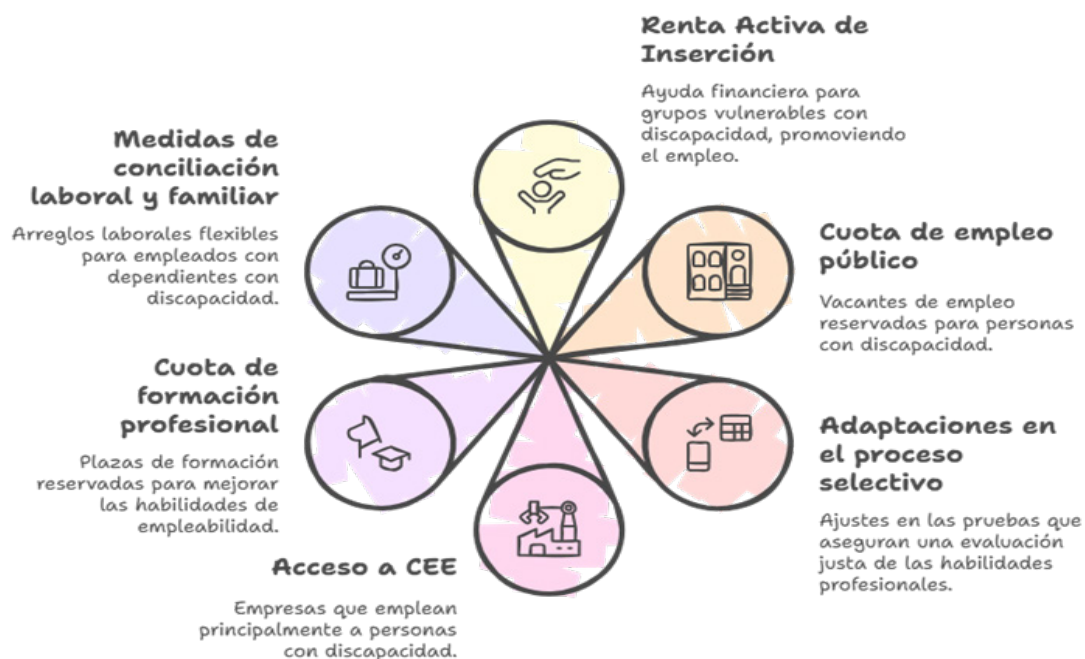 Renta Activa de
Inserción
Ayuda financiera para
grupos vulnerables con
discapacidad, promoviendo
el empleo.
Medidas de
conciliación
laboral y familiar
Arreglos laborales flexibles
para empleados con
dependientes con
discapacidad.
Cuota de empleo
público
Vacantes de empleo
reservadas para personas
con discapacidad.
Cuota de
formación
profesional
Plazas de formación
reservadas para mejorar
las habilidades de
empleabilidad.
Adaptaciones en
el proceso
selectivo
Ajustes en las pruebas que
aseguran una evaluación
justa de las habilidades
profesionales.
Acceso a CEE
Empresas que emplean
principalmente a personas
con discapacidad.